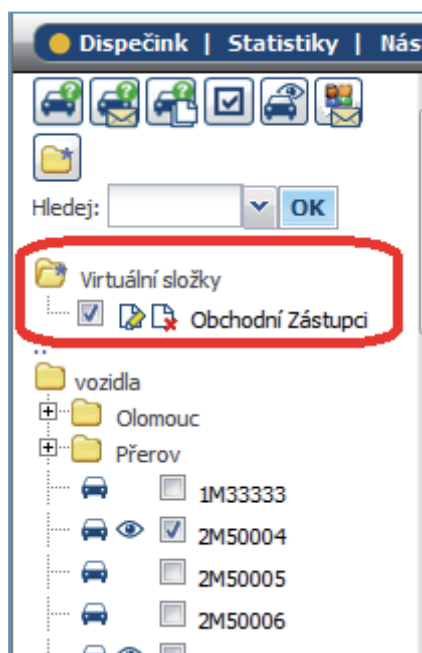 Dispečink | Statistiky | Nás
Hledej: OK
Virtuální složky
Obchodní Zástupci
..
vozidla
Olomouc
Přerov
1M33333
2M50004
2M50005
2M50006